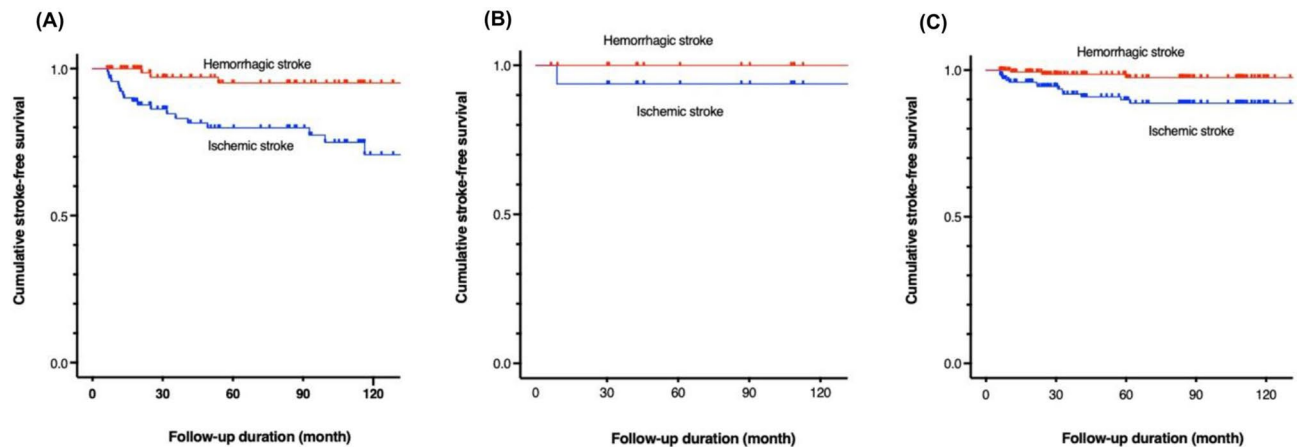 (A)
Cumulative stroke-free survival
1.0
0.5
0.0
Hemorrhagic stroke
Ischemic stroke
0 30 60 90 120
Follow-up duration (month)
(B)
Cumulative stroke-free survival
1.0
0.5
0.0
Hemorrhagic stroke
Ischemic stroke
0 30 60 90 120
Follow-up duration (month)
(C)
Cumulative stroke-free survival
1.0
0.5
0.0
Hemorrhagic stroke
Ischemic stroke
0 30 60 90 120
Follow-up duration (month)